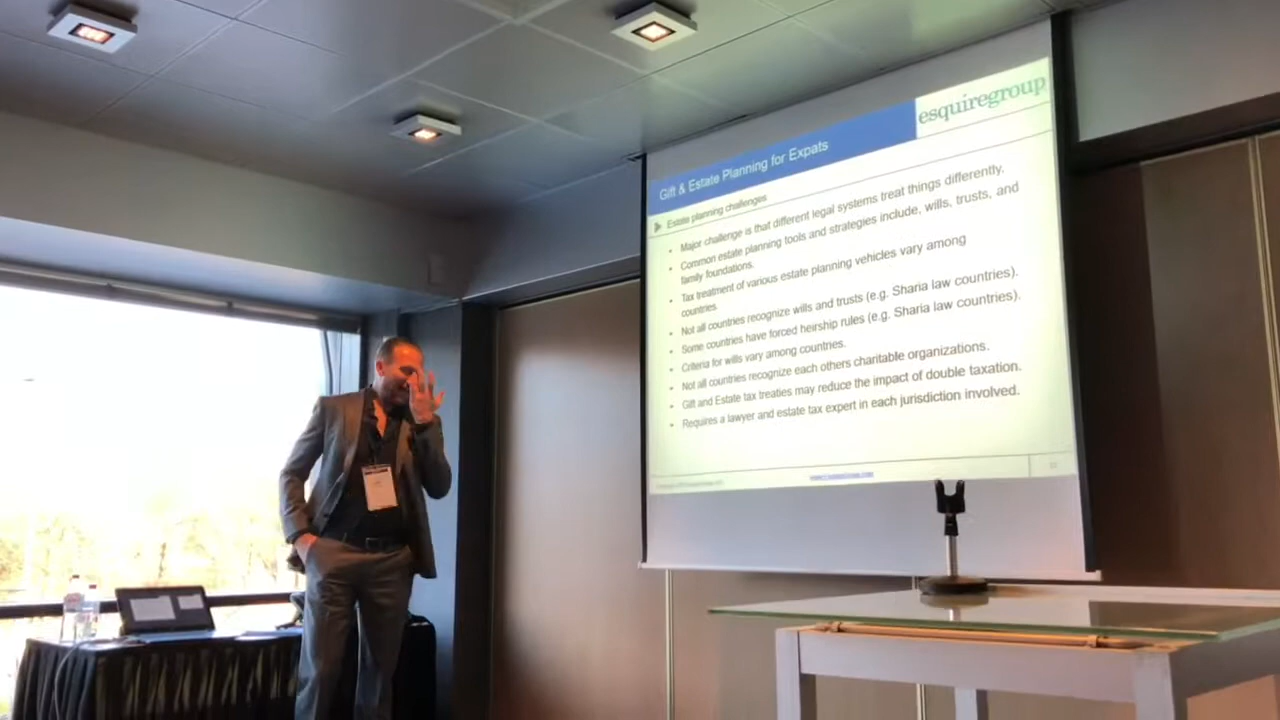 esquiregroup
Gift & Estate Planning for Expats
Estate planning challenges
• Major challenge is that different legal systems treat things differently.
• Common estate planning tools and strategies include, wills, trusts, and
family foundations.
• Tax treatment of various estate planning vehicles vary among
countries.
• Not all countries recognize wills and trusts (e.g. Sharia law countries).
• Some countries have forced heirship rules (e.g. Sharia law countries).
• Criteria for wills vary among countries.
• Not all countries recognize each others charitable organizations.
• Gift and Estate tax treaties may reduce the impact of double taxation.
• Requires a lawyer and estate tax expert in each jurisdiction involved.